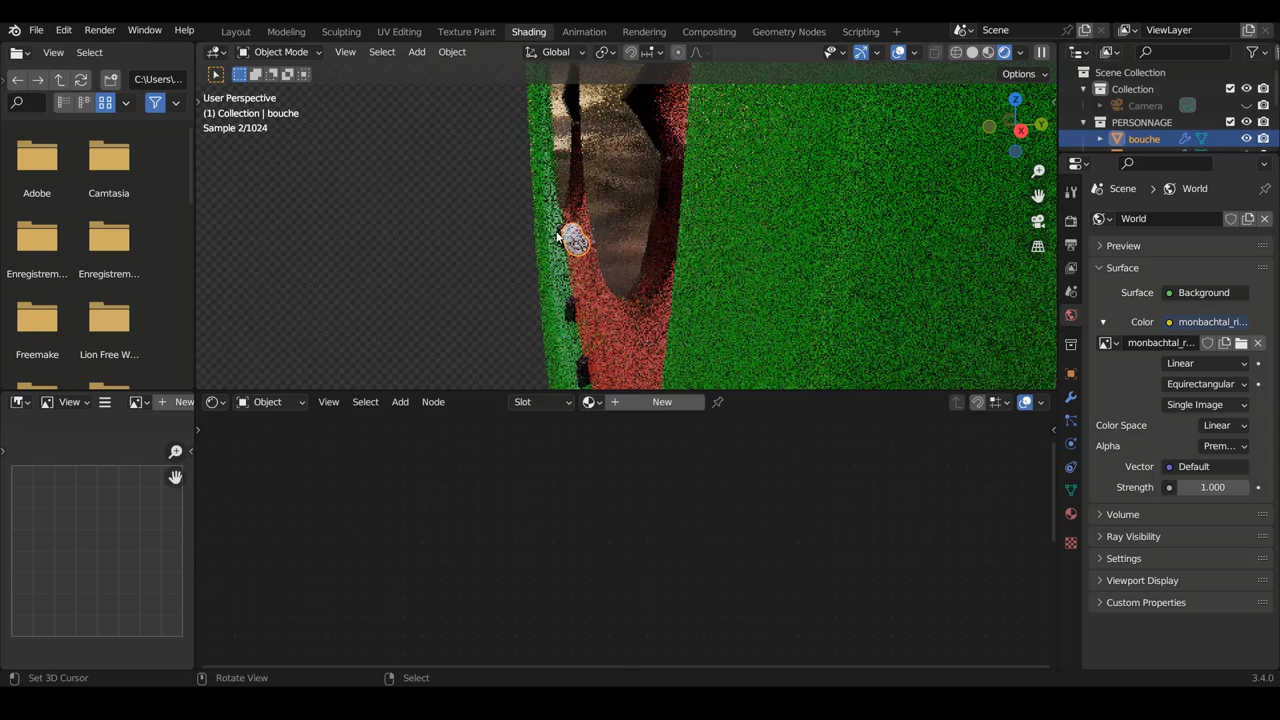 File Edit Render Window Help
Layout Modeling Sculpting UV Editing Texture Paint Shading Animation Rendering Compositing Geometry Nodes Scripting +
Scene ViewLayer
View Select
Object Mode View Select Add Object Global
C:\Users\...
Options
User Perspective
(1) Collection | bouche
Sample 2/1024
Z
Y
X
Scene Collection
Collection
Camera
PERSONNAGE
bouche
Adobe Camtasia
Enregistrem... Enregistrem...
Freemake Lion Free W...
Scene > World
World
Preview
Surface
Surface Background
Color monbachtal_ri...
monbachtal_r...
Linear
Equirectangular
Single Image
Color Space Linear
Alpha Prem...
Vector Default
Strength 1.000
Volume
Ray Visibility
Settings
Viewport Display
Custom Properties
View + New
Object View Select Add Node Slot + New
Set 3D Cursor Rotate View Select 3.4.0